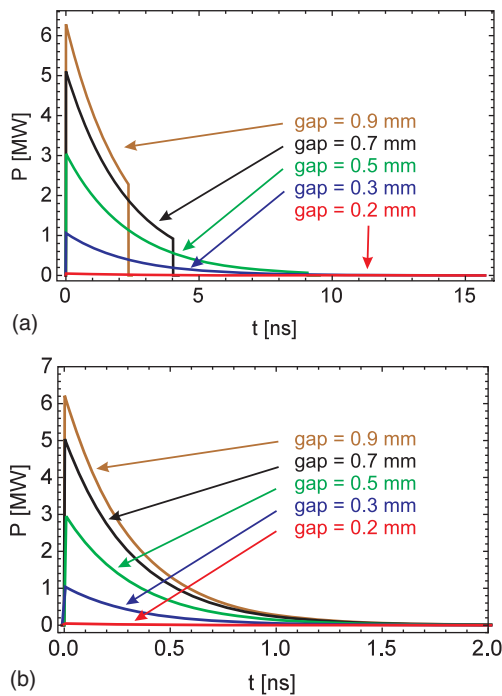 6
5
4
3
2
1
0
P [MW]
gap = 0.9 mm
gap = 0.7 mm
gap = 0.5 mm
gap = 0.3 mm
gap = 0.2 mm
0 5 10 15
(a)
t [ns]
7
6
5
4
3
2
1
0
P [MW]
gap = 0.9 mm
gap = 0.7 mm
gap = 0.5 mm
gap = 0.3 mm
gap = 0.2 mm
0.0 0.5 1.0 1.5 2.0
(b)
t [ns]